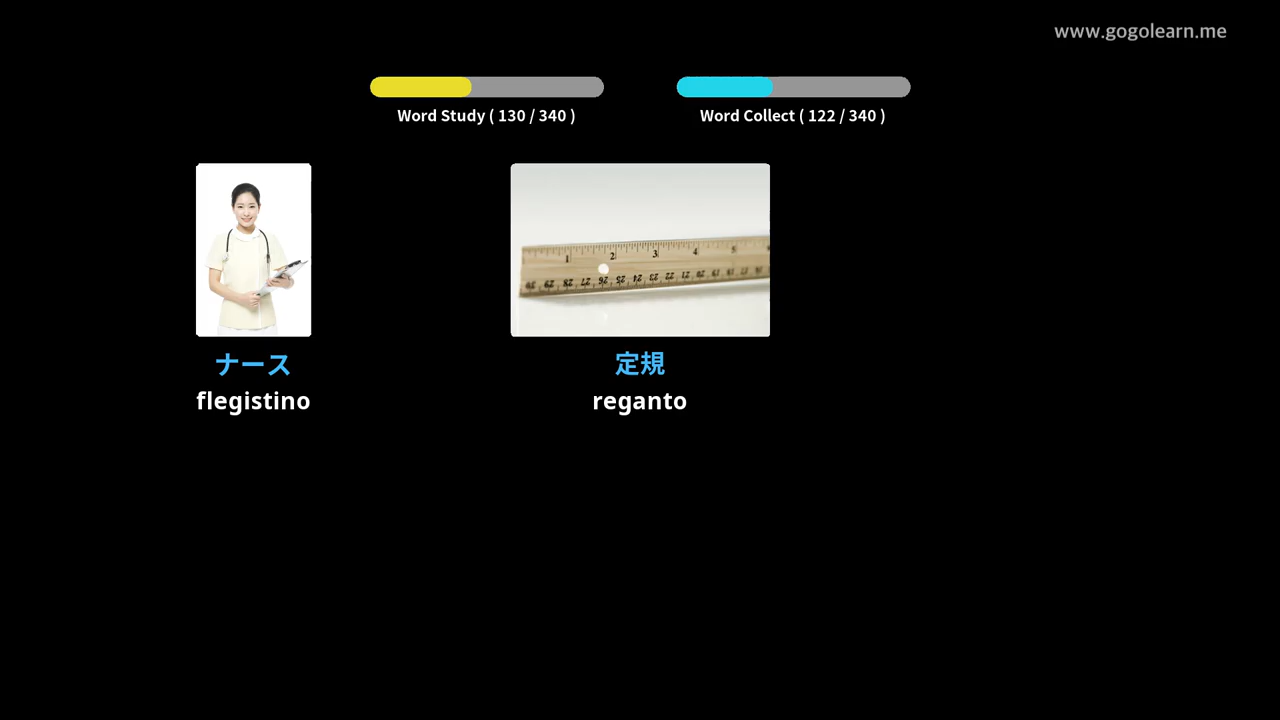 www.gogolearn.me
Word Study ( 130 / 340 )
Word Collect ( 122 / 340 )
ナース
flegistino
定規
reganto